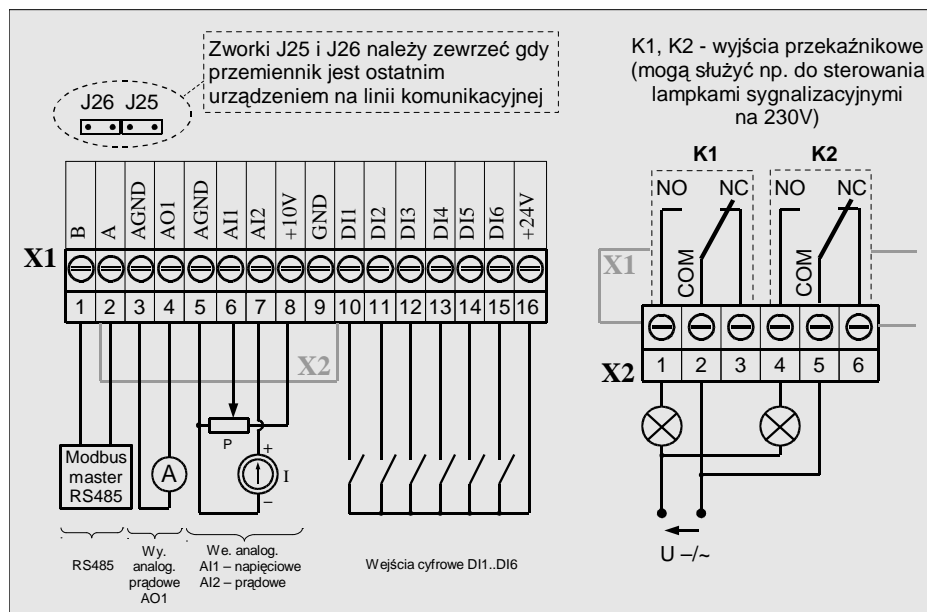 Zworki J25 i J26 należy zewrzeć gdy
przemiennik jest ostatnim
urządzeniem na linii komunikacyjnej
J26 J25
K1, K2 - wyjścia przekaźnikowe
(mogą służyć np. do sterowania
lampkami sygnalizacyjnymi
na 230V)
B
A
AGND
AO1
AGND
AI1
AI2
+10V
GND
DI1
DI2
DI3
DI4
DI5
DI6
+24V
X1
1 2 3 4 5 6 7 8 9 10 11 12 13 14 15 16
X2
P
+
I
–
Modbus
master
RS485
A
RS485
Wy.
analog.
prądowe
AO1
We. analog.
AI1 – napięciowe
AI2 – prądowe
Wejścia cyfrowe DI1..DI6
K1 K2
NO NC NO NC
COM COM
X1
X2
1 2 3 4 5 6
U –/~